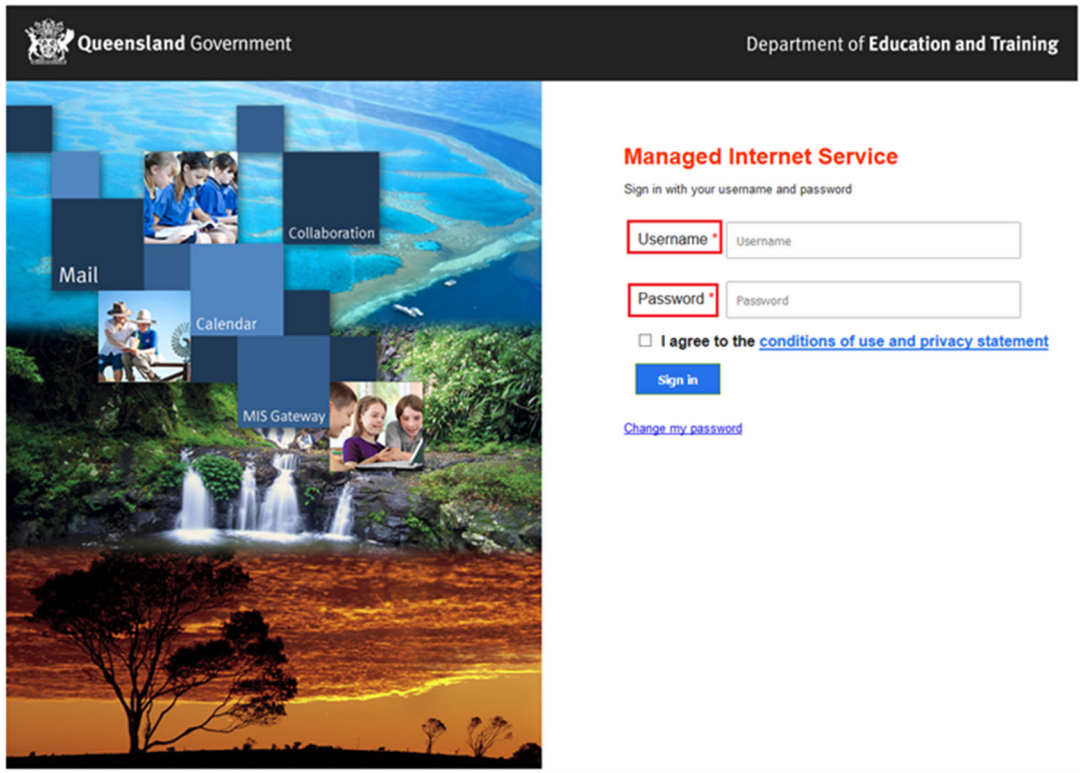 Queensland Government
Department of Education and Training
Collaboration
Mail
Calendar
MIS Gateway
Managed Internet Service
Sign in with your username and password
Username * Username
Password * Password
I agree to the conditions of use and privacy statement
Sign in
Change my password